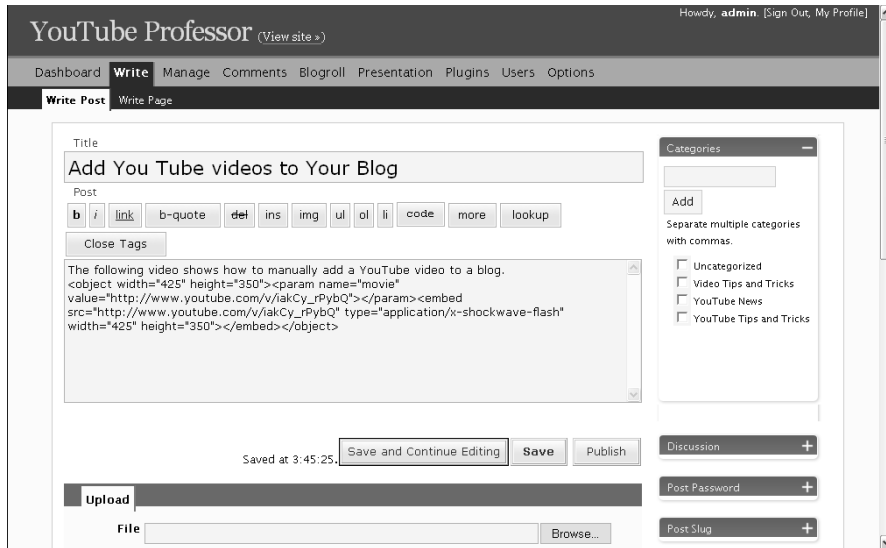 Howdy, admin. [Sign Out, My Profile]
YouTube Professor (View site »)
Dashboard Write Manage Comments Blogroll Presentation Plugins Users Options
Write Post Write Page
Title
Add You Tube videos to Your Blog
Post
b i link b-quote del ins img ul ol li code more lookup
Close Tags
The following video shows how to manually add a YouTube video to a blog.
<object width="425" height="350"><param name="movie"
value="http://www.youtube.com/v/iakCy_rPybQ"></param><embed
src="http://www.youtube.com/v/iakCy_rPybQ" type="application/x-shockwave-flash"
width="425" height="350"></embed></object>
Saved at 3:45:25.
Save and Continue Editing Save Publish
Upload
File
Browse...
Categories
Add
Separate multiple categories
with commas.
Uncategorized
Video Tips and Tricks
YouTube News
YouTube Tips and Tricks
Discussion
Post Password
Post Slug